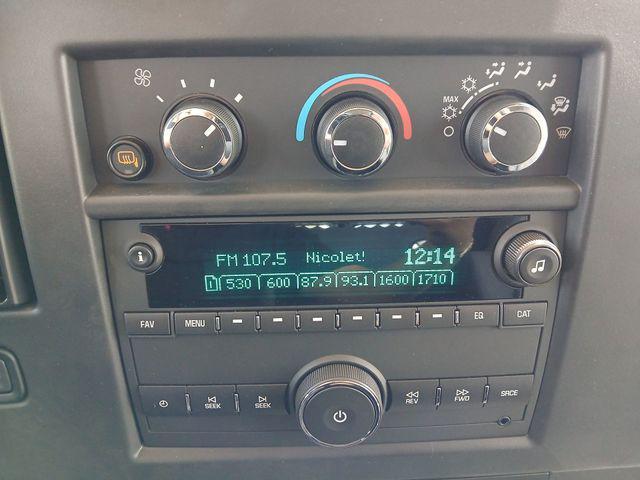 MAX
i
FM 107.5 Nicolet! 12:14
1 530 600 87.9 93.1 1600 1710
FAV MENU EQ CAT
SEEK SEEK REV FWD SRCE